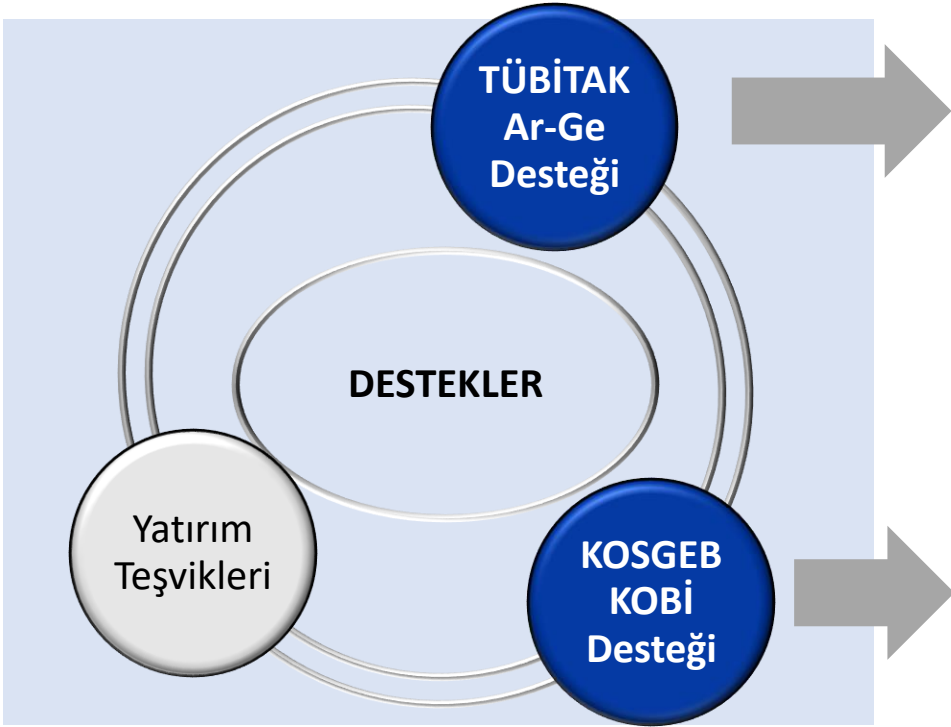 TÜBİTAK
Ar-Ge
Desteği
DESTEKLER
Yatırım
Teşvikleri
KOSGEB
KOBİ
Desteği